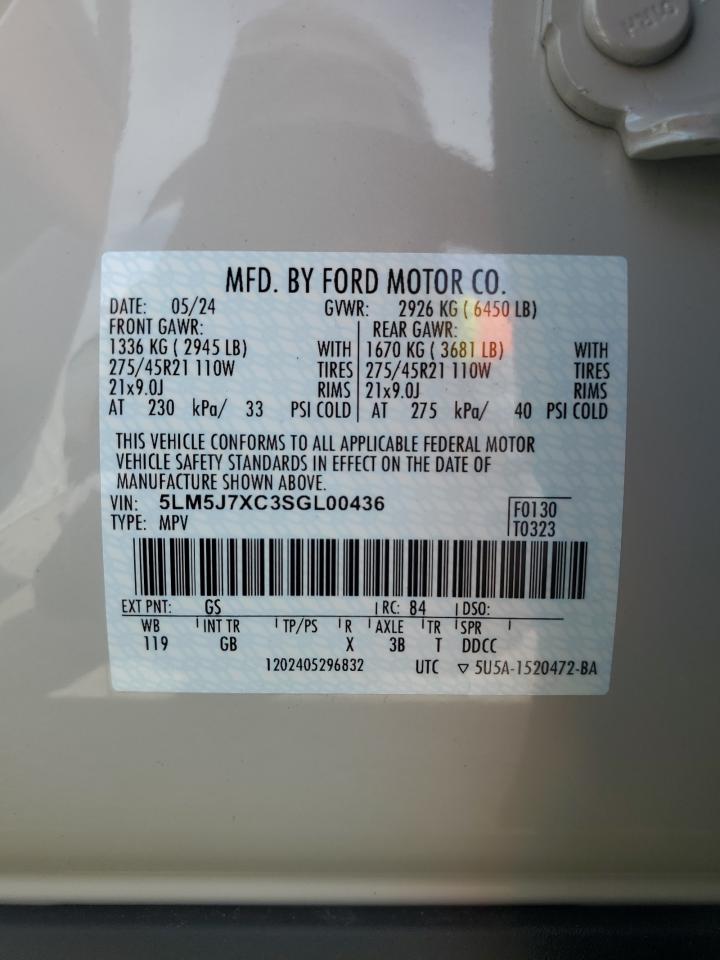 MFD. BY FORD MOTOR CO.
DATE: 05/24 GVWR: 2926 KG ( 6450 LB)
FRONT GAWR: REAR GAWR:
1336 KG ( 2945 LB) WITH 1670 KG ( 3681 LB) WITH
275/45R21 110W TIRES 275/45R21 110W TIRES
21x9.0J RIMS 21x9.0J RIMS
AT 230 kPa/ 33 PSI COLD AT 275 kPa/ 40 PSI COLD
THIS VEHICLE CONFORMS TO ALL APPLICABLE FEDERAL MOTOR
VEHICLE SAFETY STANDARDS IN EFFECT ON THE DATE OF
MANUFACTURE SHOWN ABOVE.
VIN: 5LM5J7XC3SGL00436 F0130
TYPE: MPV T0323
EXT PNT: GS RC: 84 DSO:
WB INT TR TP/PS R AXLE TR SPR
119 GB X 3B T DDCC
1202405296832 UTC ▽ 5U5A-1520472-BA